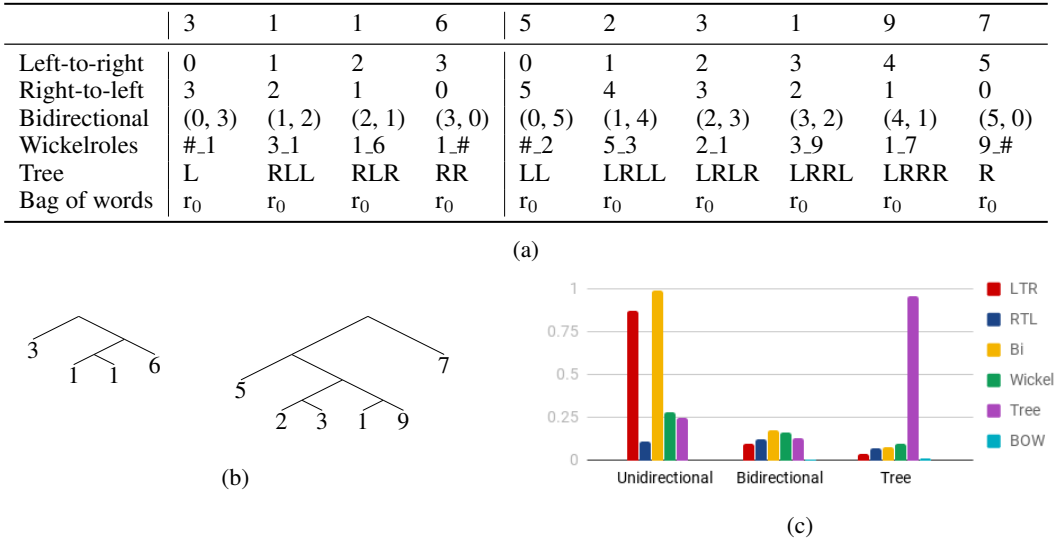 3 1 1 6 5 2 3 1 9 7
Left-to-right 0 1 2 3 0 1 2 3 4 5
Right-to-left 3 2 1 0 5 4 3 2 1 0
Bidirectional (0, 3) (1, 2) (2, 1) (3, 0) (0, 5) (1, 4) (2, 3) (3, 2) (4, 1) (5, 0)
Wickelroles #_1 3_1 1_6 1_# #_2 5_3 2_1 3_9 1_7 9_#
Tree L RLL RLR RR LL LRLL LRLR LRRL LRRR R
Bag of words r₀ r₀ r₀ r₀ r₀ r₀ r₀ r₀ r₀ r₀
(a)
3 1 1 6
5 2 3 1 9 7
(b)
1
0.75
0.5
0.25
0
Unidirectional Bidirectional Tree
LTR
RTL
Bi
Wickel
Tree
BOW
(c)